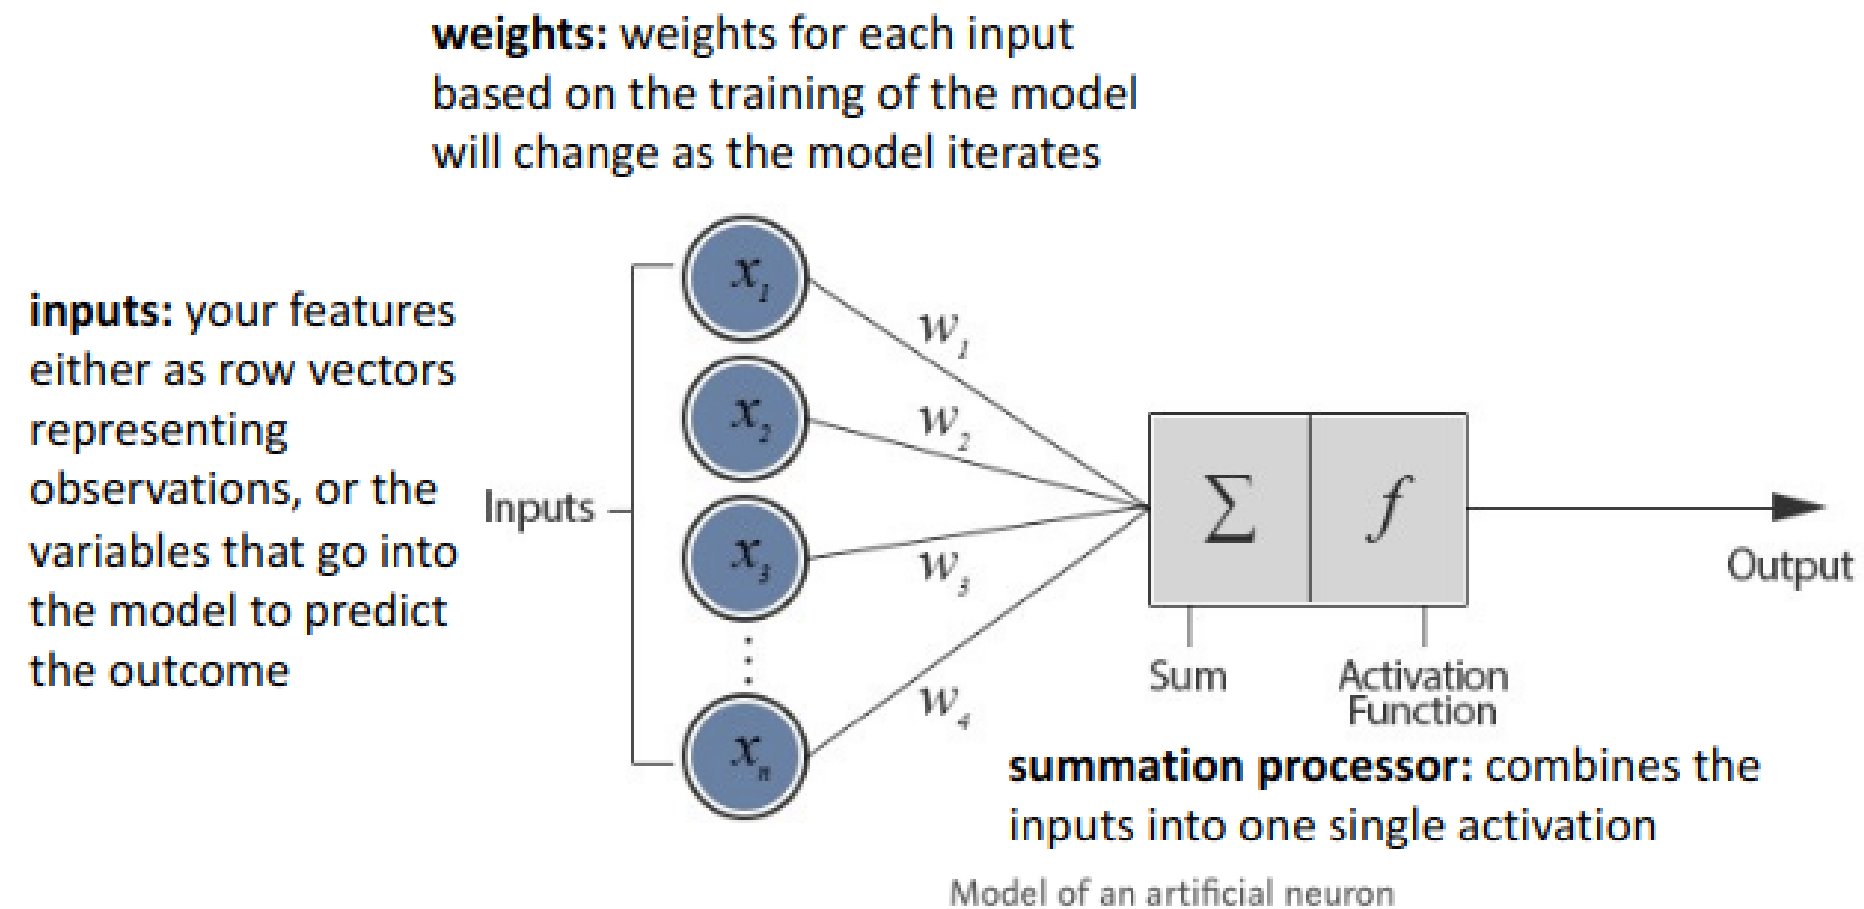 weights: weights for each input
based on the training of the model
will change as the model iterates
inputs: your features
either as row vectors
representing
observations, or the
variables that go into
the model to predict
the outcome
Inputs
x1
x2
x3
xn
w1
w2
w3
w4
Σ
f
Sum
Activation
Function
Output
summation processor: combines the
inputs into one single activation
Model of an artificial neuron